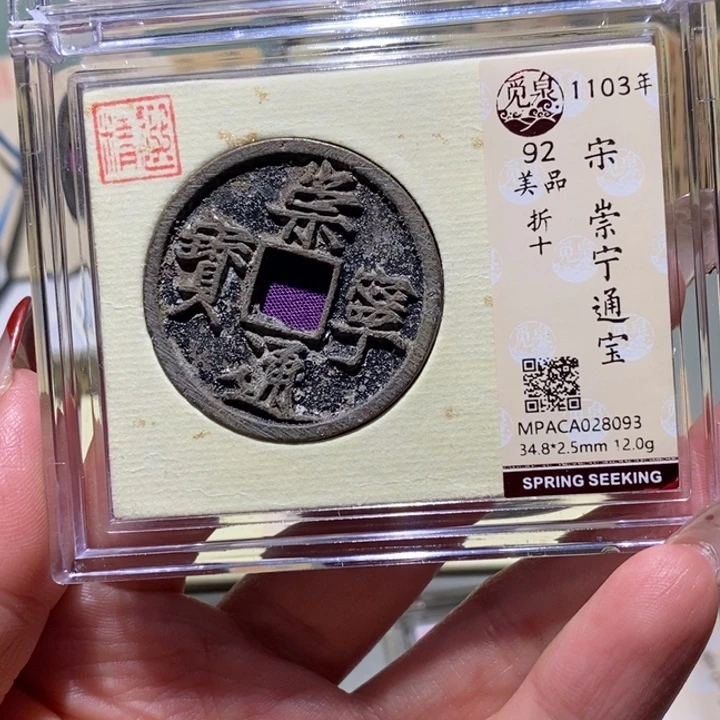 崇寧通寶
觅泉
1103年
92
美品
折十
宋 崇宁通宝
MPACA028093
34.8*2.5mm 12.0g
SPRING SEEKING